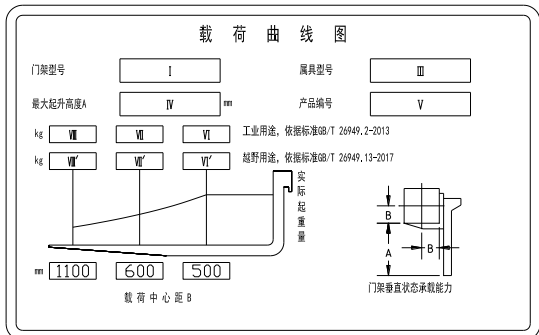 载荷曲线图
门架型号 Ⅰ 属具型号 Ⅲ
最大起升高度A Ⅳ mm 产品编号 Ⅴ
kg Ⅷ Ⅶ Ⅵ 工业用途, 依据标准GB/T 26949.2-2013
kg Ⅷ′ Ⅶ′ Ⅵ′ 越野用途, 依据标准GB/T 26949.13-2017
实际起重量
B
A B
mm 1100 600 500
门架垂直状态承载能力
载荷中心距B